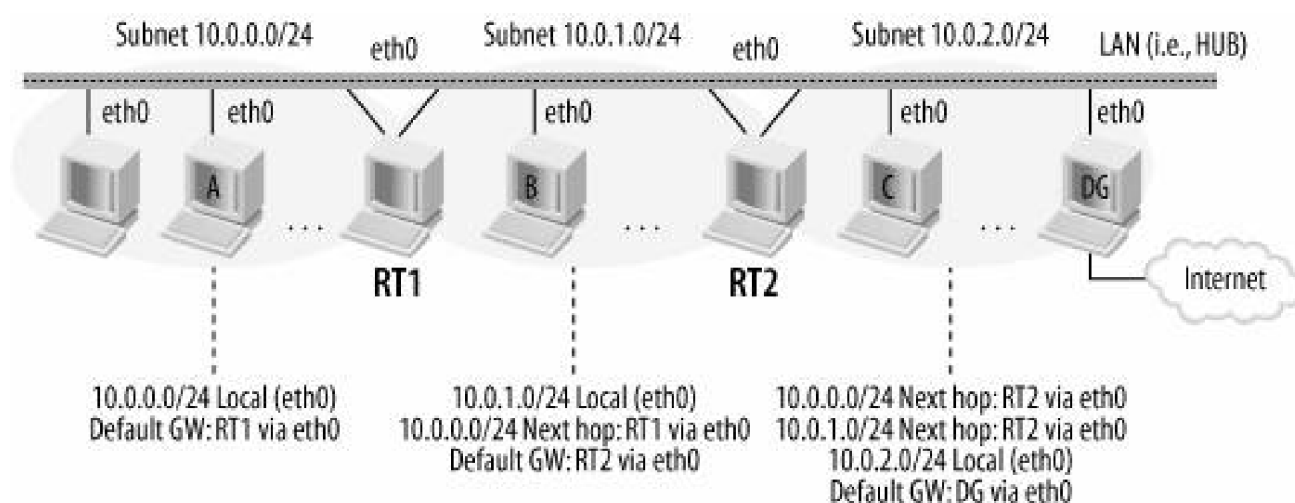 Subnet 10.0.0.0/24
eth0
Subnet 10.0.1.0/24
eth0
Subnet 10.0.2.0/24
LAN (i.e., HUB)
eth0
eth0
eth0
eth0
eth0
A
B
C
DG
...
...
...
RT1
RT2
Internet
10.0.0.0/24 Local (eth0)
Default GW: RT1 via eth0
10.0.1.0/24 Local (eth0)
10.0.0.0/24 Next hop: RT1 via eth0
Default GW: RT2 via eth0
10.0.0.0/24 Next hop: RT2 via eth0
10.0.1.0/24 Next hop: RT2 via eth0
10.0.2.0/24 Local (eth0)
Default GW: DG via eth0